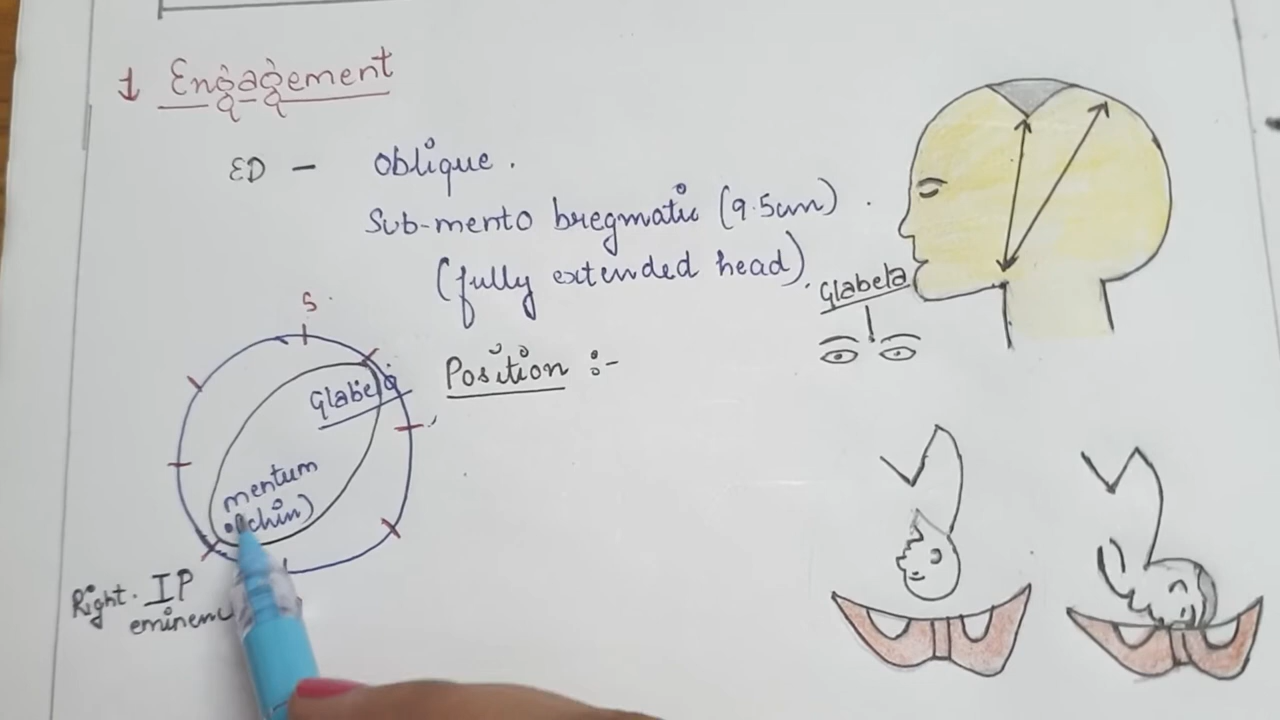 1 Engagement
ED - Oblique.
Sub-mento bregmatic (9.5cm).
(fully extended head).
Glabela
S.
Glabela
Position :-
mentum
(chin)
Right. IP